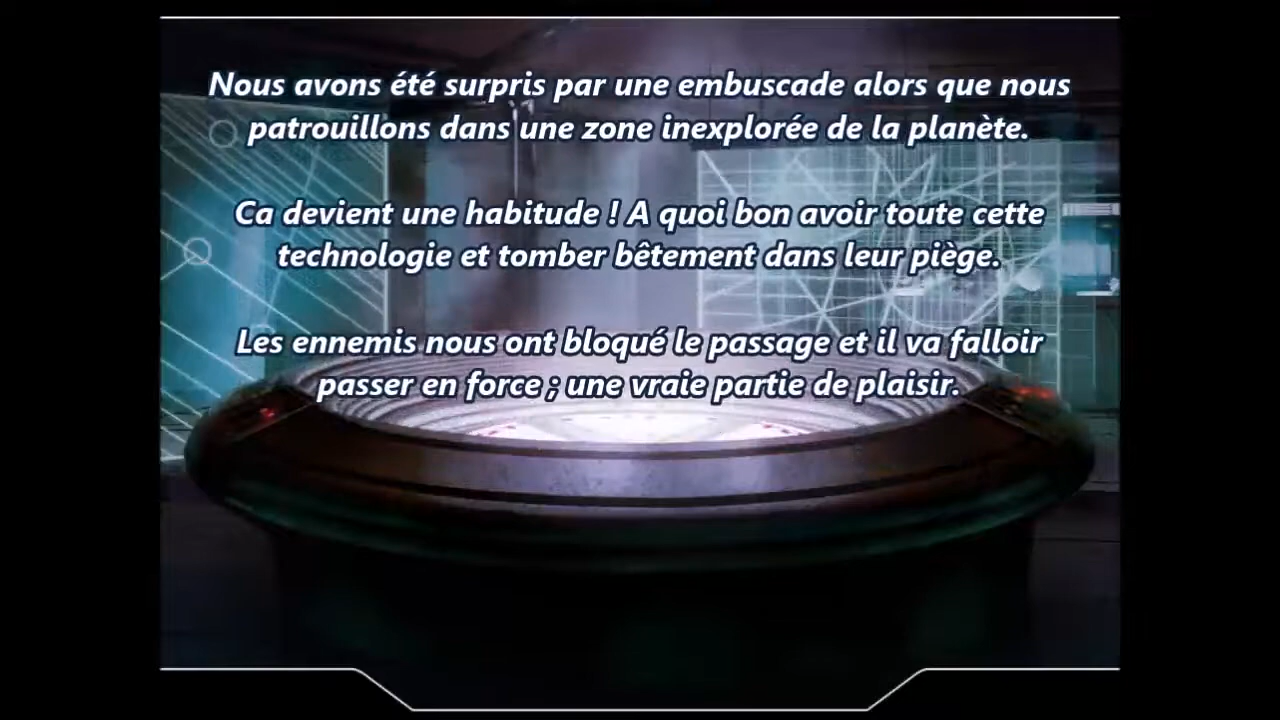 Nous avons été surpris par une embuscade alors que nous
patrouillons dans une zone inexplorée de la planète.
Ca devient une habitude ! A quoi bon avoir toute cette
technologie et tomber bêtement dans leur piège.
Les ennemis nous ont bloqué le passage et il va falloir
passer en force ; une vraie partie de plaisir.